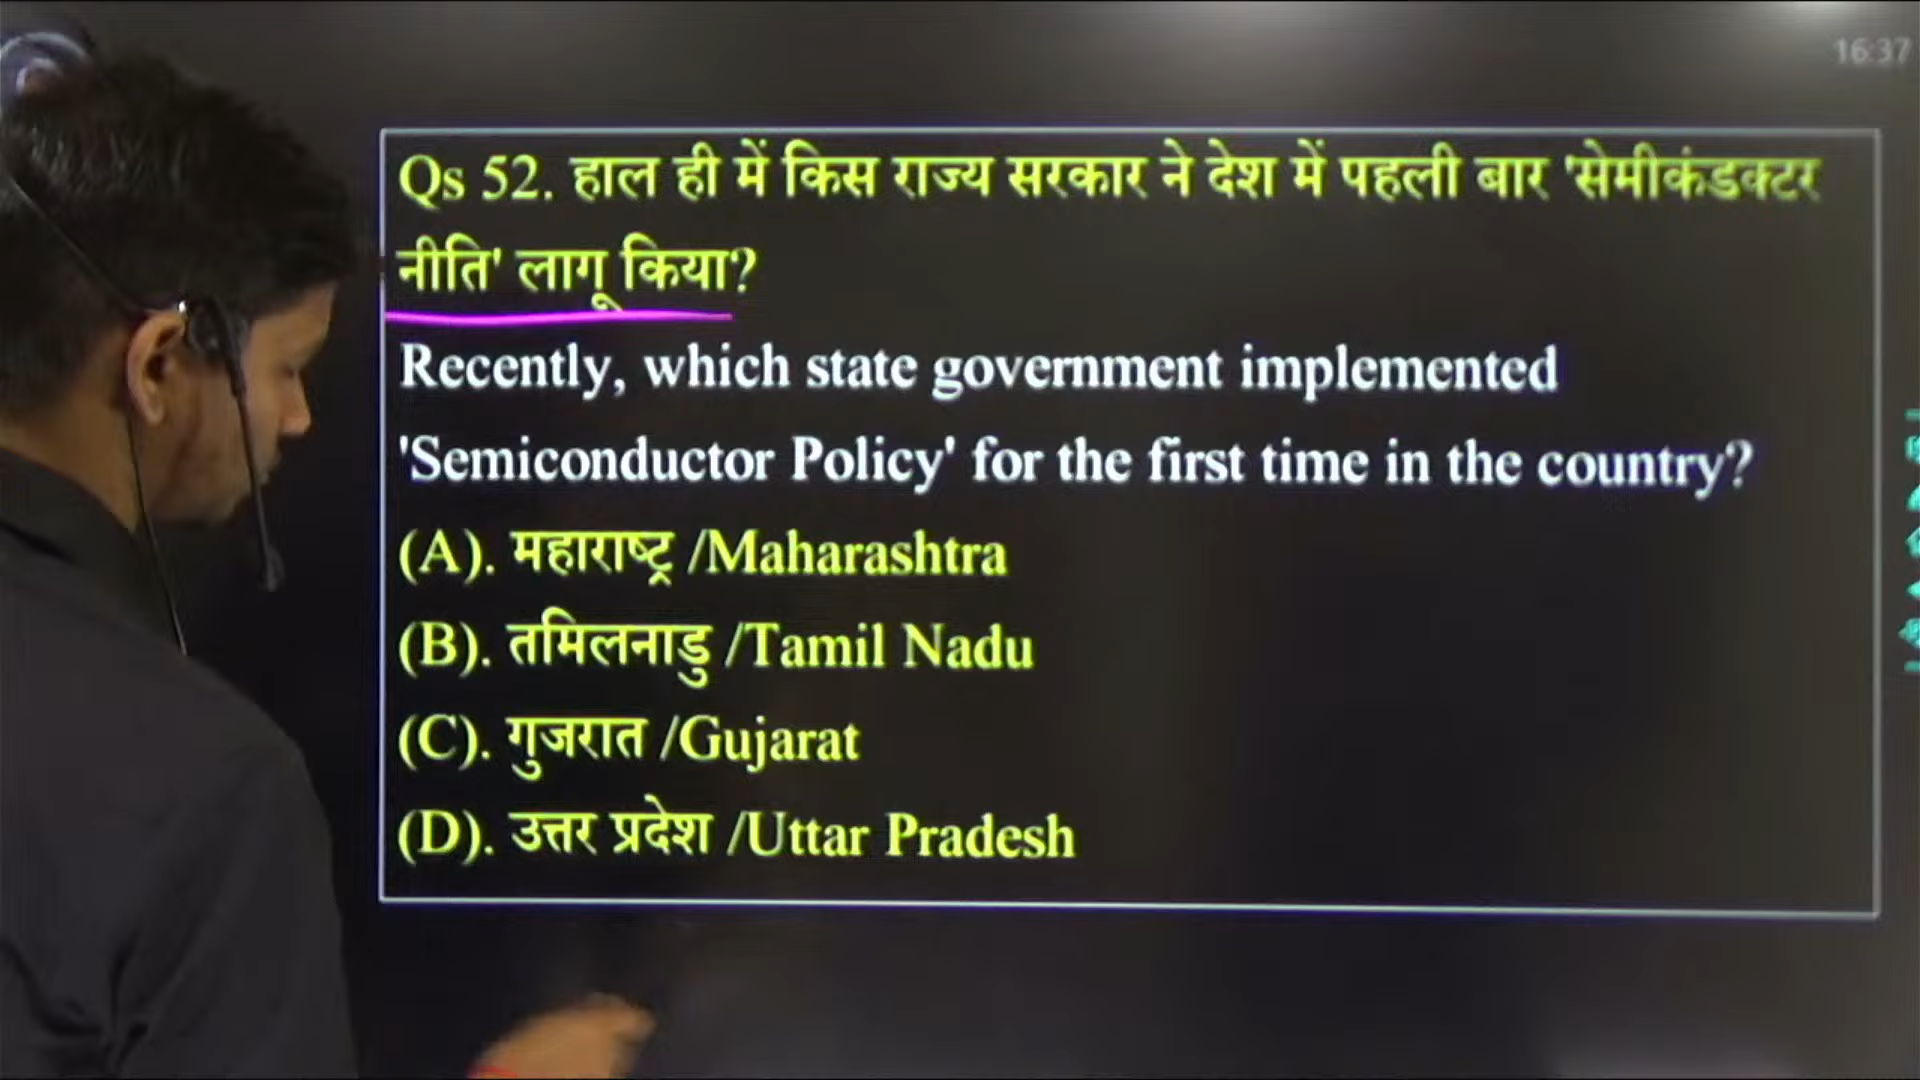 16:37
Qs 52. हाल ही में किस राज्य सरकार ने देश में पहली बार 'सेमीकंडक्टर
नीति' लागू किया?
Recently, which state government implemented
'Semiconductor Policy' for the first time in the country?
(A). महाराष्ट्र /Maharashtra
(B). तमिलनाडु /Tamil Nadu
(C). गुजरात /Gujarat
(D). उत्तर प्रदेश /Uttar Pradesh